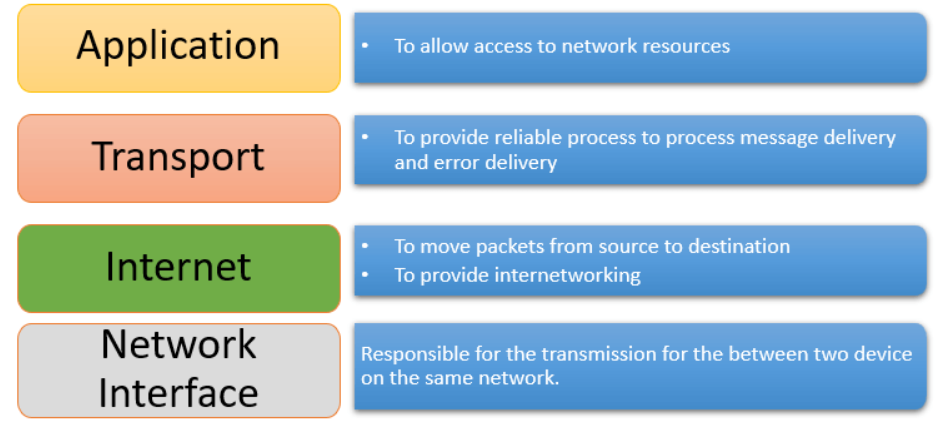 Application
• To allow access to network resources
Transport
• To provide reliable process to process message delivery
and error delivery
Internet
• To move packets from source to destination
• To provide internetworking
Network
Interface
Responsible for the transmission for the between two device
on the same network.